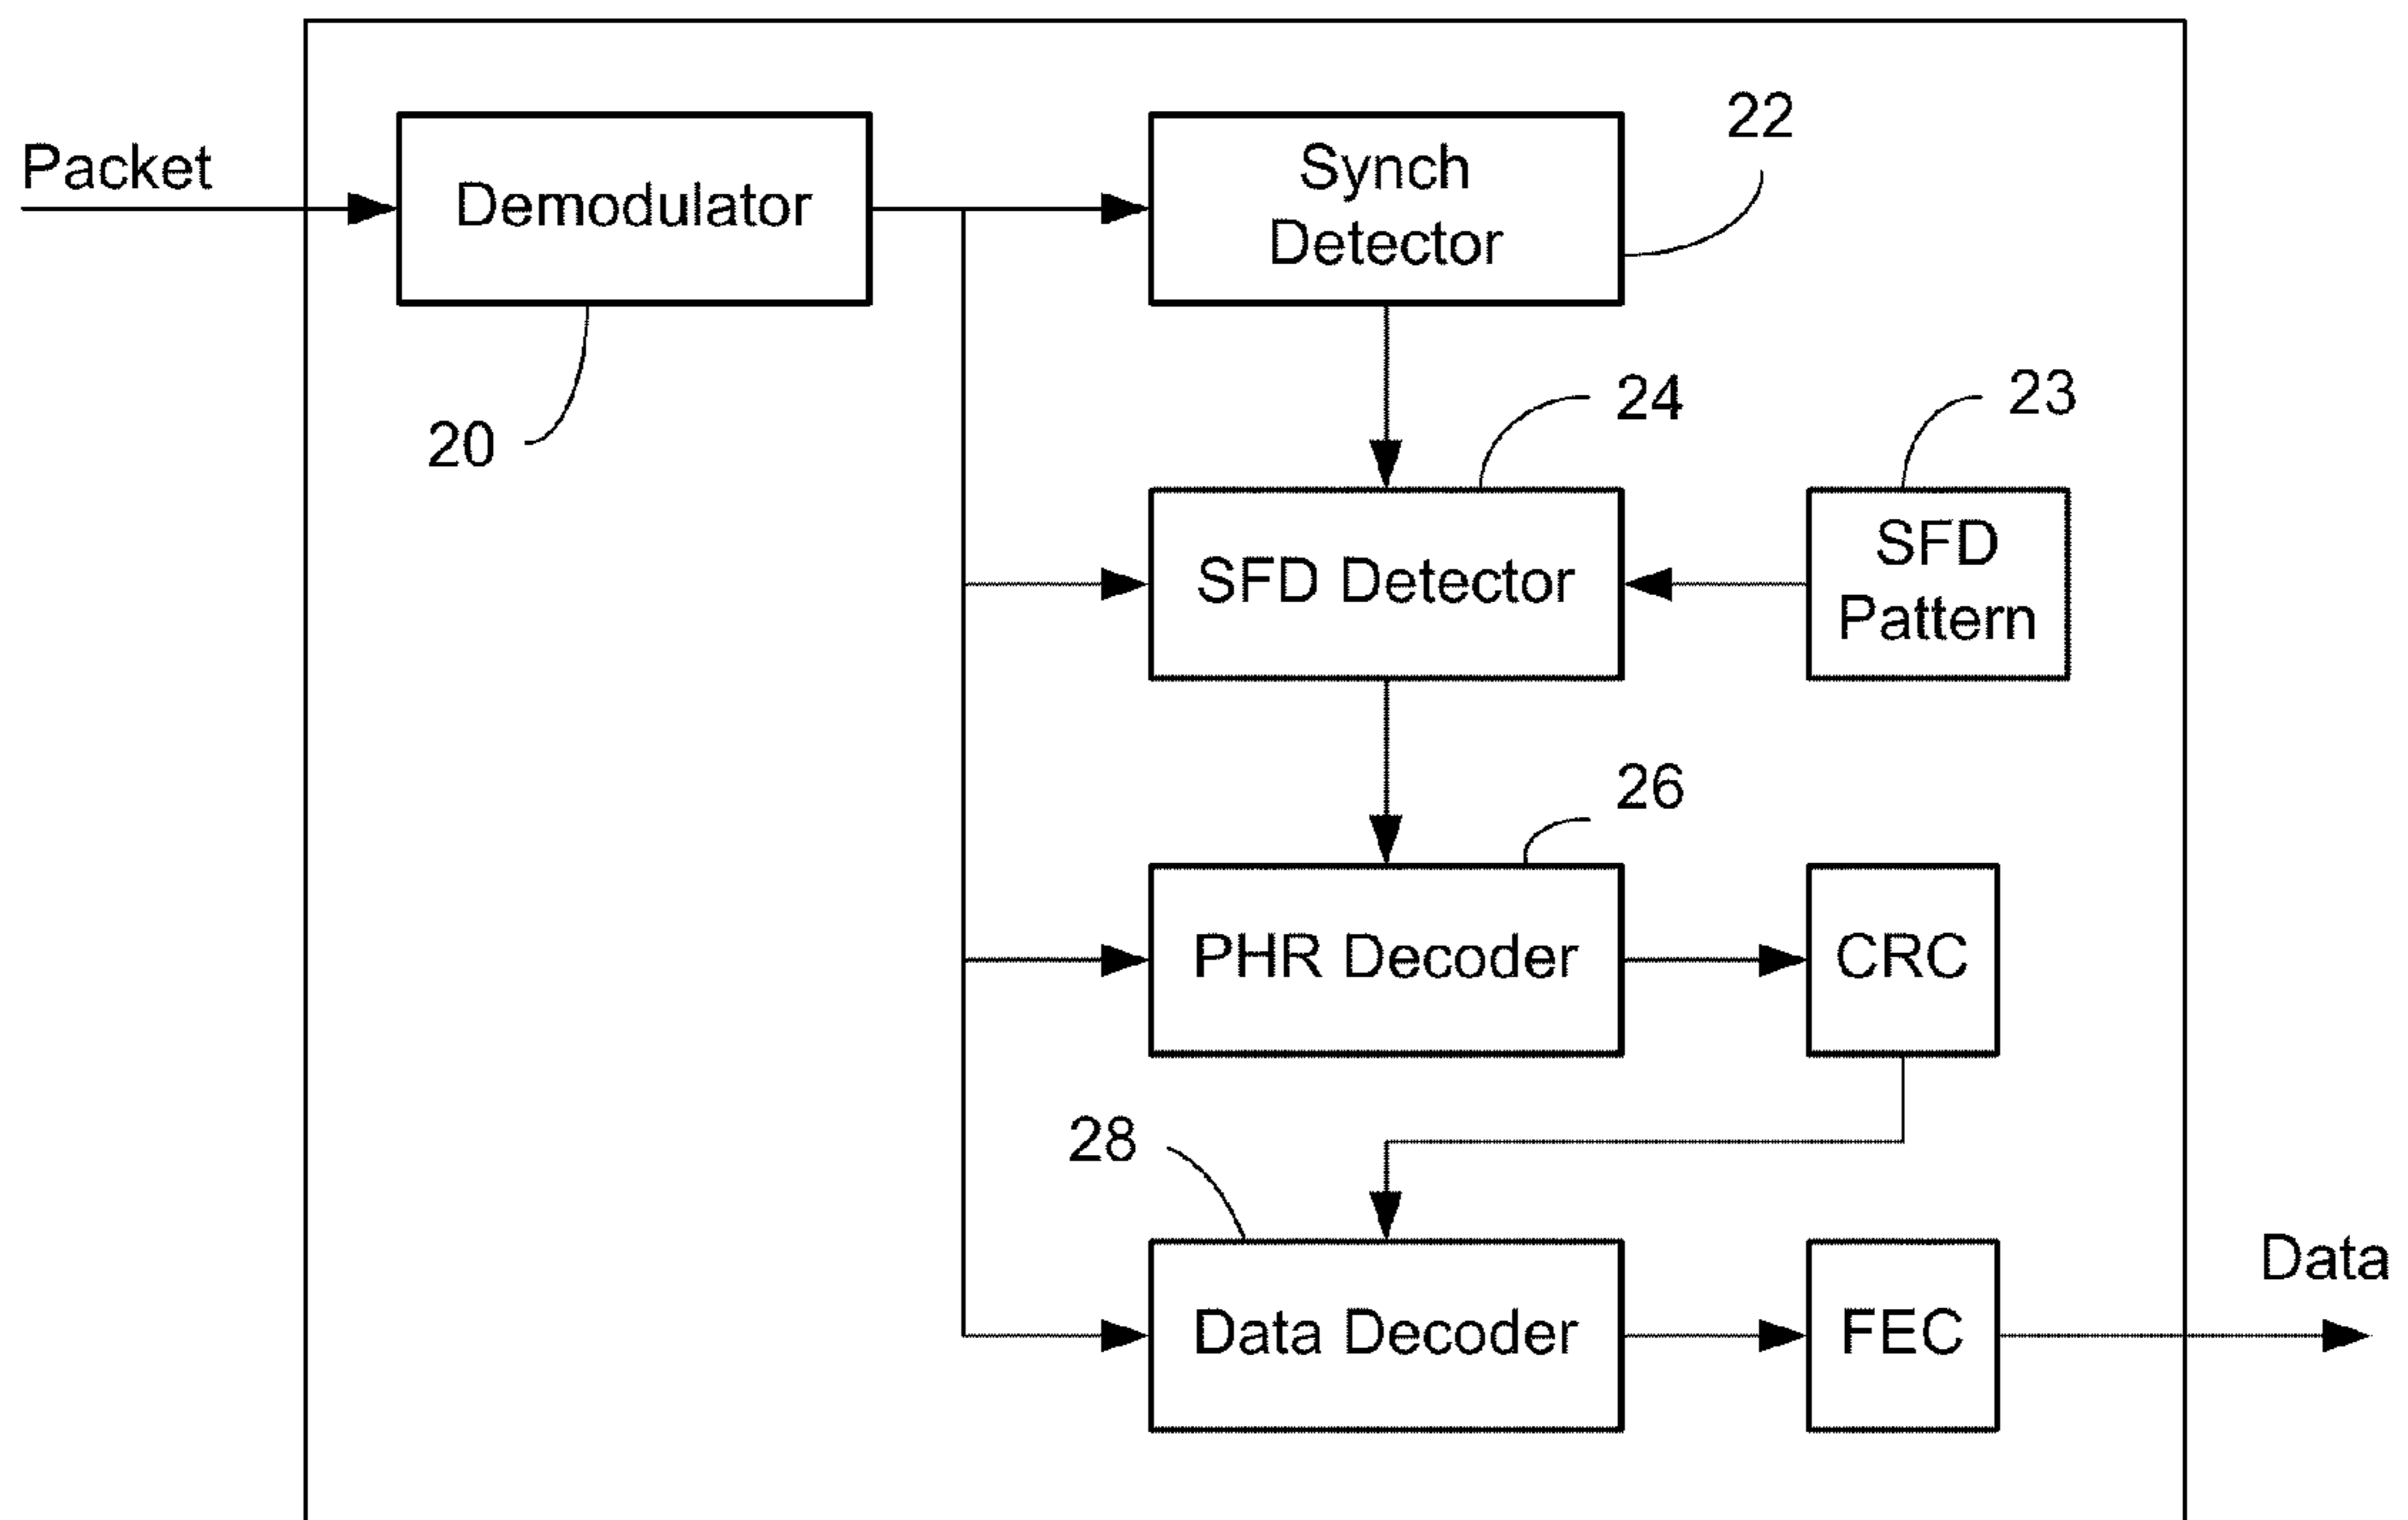 Packet
Demodulator
20
Synch
Detector
22
24
23
SFD Detector
SFD
Pattern
26
PHR Decoder
CRC
28
Data Decoder
FEC
Data